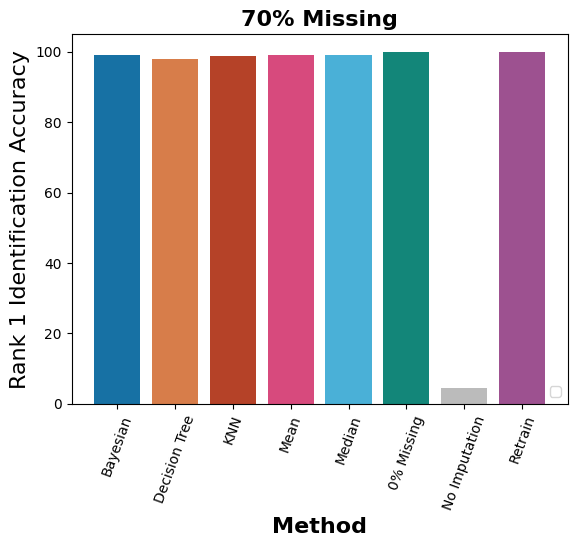 70% Missing
Rank 1 Identification Accuracy
100
80
60
40
20
0
Bayesian
Decision Tree
KNN
Mean
Median
0% Missing
No Imputation
Retrain
Method